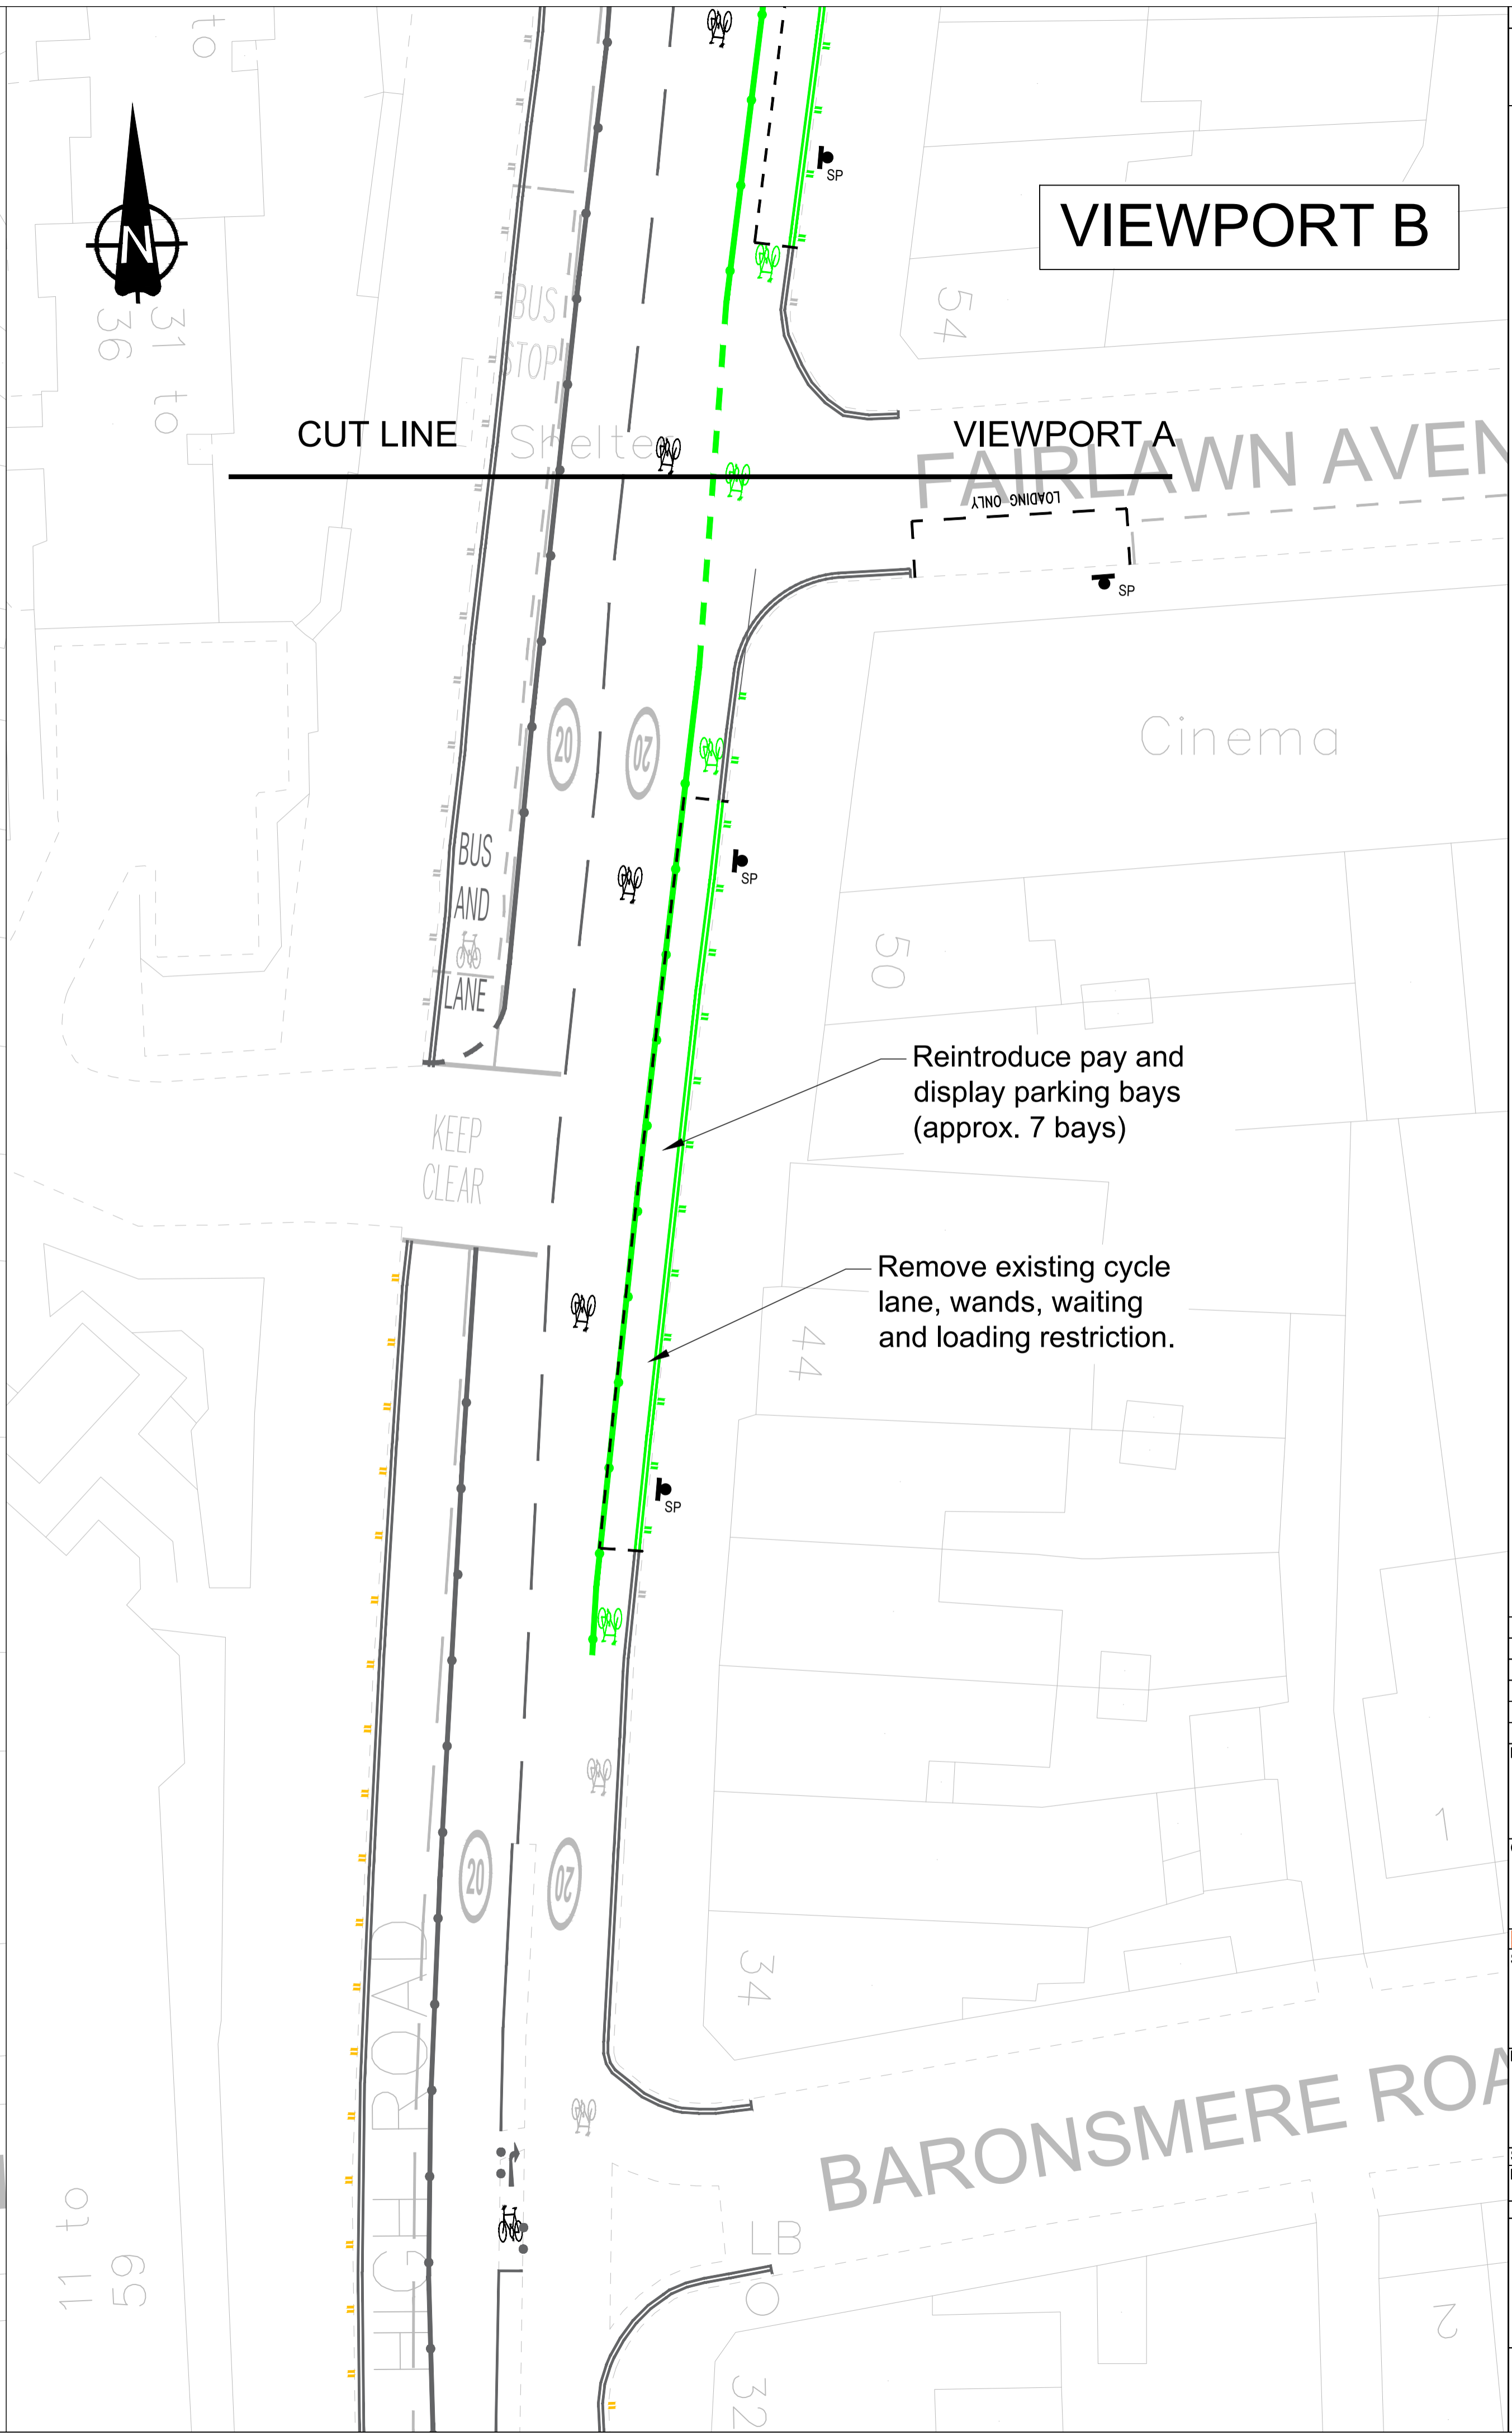 to
SP
VIEWPORT B
N
36
31 to
BUS
STOP
54
CUT LINE
Shelte
VIEWPORT A
FAIRLAWN AVEN
LOADING ONLY
SP
Cinema
20
20
BUS
AND
LANE
SP
50
Reintroduce pay and
display parking bays
(approx. 7 bays)
KEEP
CLEAR
Remove existing cycle
lane, wands, waiting
and loading restriction.
44
SP
1
20
20
34
HIGH ROAD
BARONSMERE ROA
LB
11 to
59
32
2